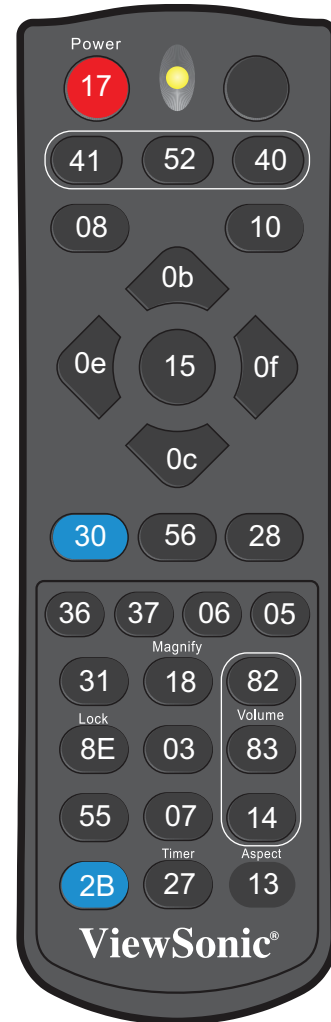 Power
17
41 52 40
08 10
0b
0e 15 0f
0c
30 56 28
36 37 06 05
Magnify
31 18 82
Lock Volume
8E 03 83
55 07 14
Timer Aspect
2B 27 13
ViewSonic®